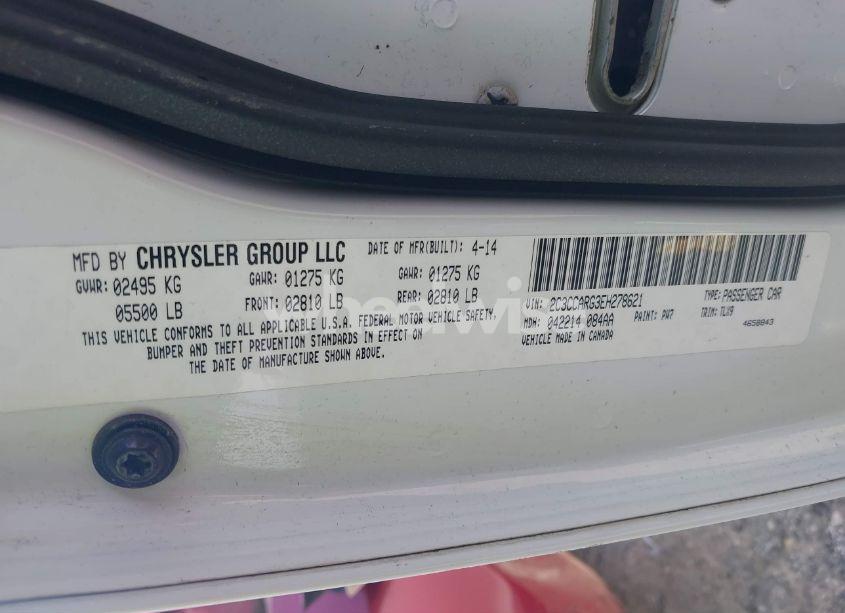 MFD BY CHRYSLER GROUP LLC DATE OF MFR(BUILT): 4-14
GVWR: 02495 KG GAWR: 01275 KG GAWR: 01275 KG
05500 LB FRONT: 02810 LB REAR: 02810 LB
THIS VEHICLE CONFORMS TO ALL APPLICABLE U.S.A. FEDERAL MOTOR VEHICLE SAFETY,
BUMPER AND THEFT PREVENTION STANDARDS IN EFFECT ON
THE DATE OF MANUFACTURE SHOWN ABOVE.
VIN: 2C3CCARG3EH278621 TYPE: PASSENGER CAR
MDH: 042214 084AA PAINT: PW7 TRIM: TLX9
VEHICLE MADE IN CANADA 4658843